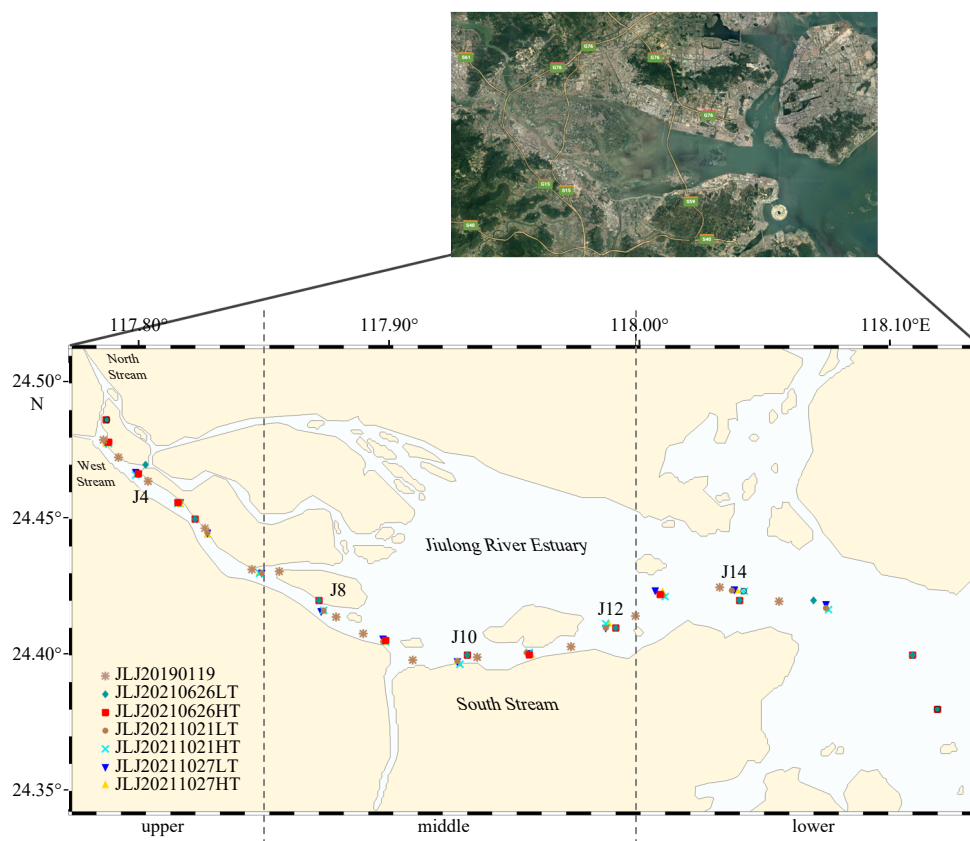 G76
S61
G76
G76
G76
G15
S15
S59
S40
S40
117.80°
117.90°
118.00°
118.10°E
24.50°
N
24.45°
24.40°
24.35°
North
Stream
West
Stream
J4
Jiulong River Estuary
J8
J14
J12
J10
South Stream
JLJ20190119
JLJ20210626LT
JLJ20210626HT
JLJ20211021LT
JLJ20211021HT
JLJ20211027LT
JLJ20211027HT
upper
middle
lower